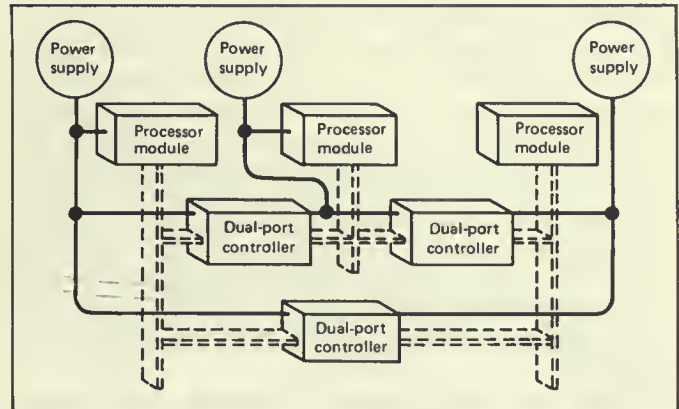 Power
supply
Power
supply
Power
supply
Processor
module
Processor
module
Processor
module
Dual-port
controller
Dual-port
controller
Dual-port
controller